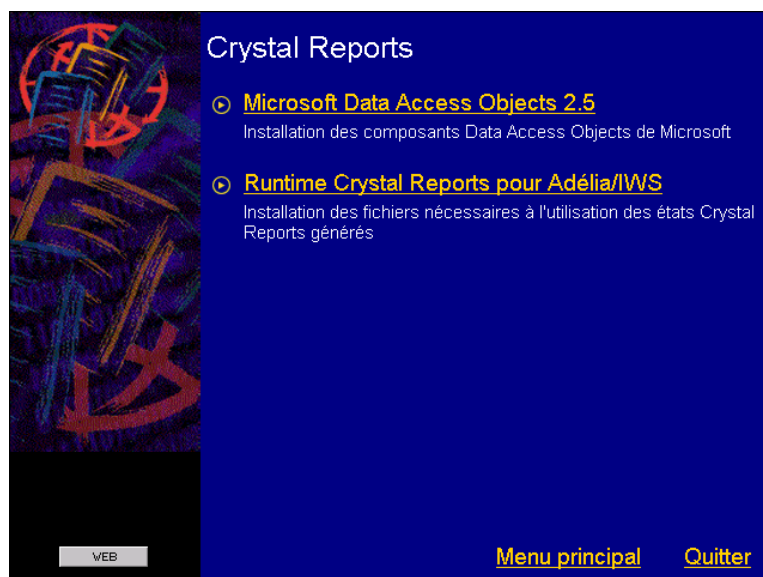 Crystal Reports
Microsoft Data Access Objects 2.5
Installation des composants Data Access Objects de Microsoft
Runtime Crystal Reports pour Adélia/IWS
Installation des fichiers nécessaires à l'utilisation des états Crystal
Reports générés
WEB
Menu principal
Quitter